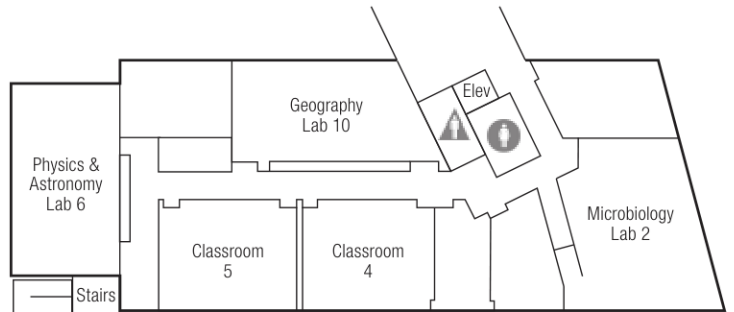 Elev
Geography
Lab 10
Physics &
Astronomy
Lab 6
Microbiology
Lab 2
Classroom
5
Classroom
4
Stairs